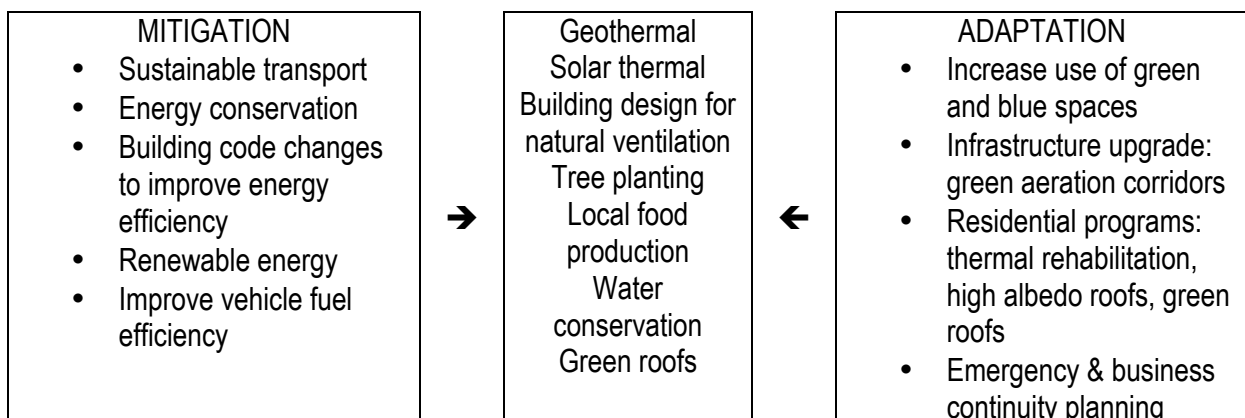 MITIGATION
• Sustainable transport
• Energy conservation
• Building code changes
to improve energy
efficiency
• Renewable energy
• Improve vehicle fuel
efficiency
➔
Geothermal
Solar thermal
Building design for
natural ventilation
Tree planting
Local food
production
Water
conservation
Green roofs
←
ADAPTATION
• Increase use of green
and blue spaces
• Infrastructure upgrade:
green aeration corridors
• Residential programs:
thermal rehabilitation,
high albedo roofs, green
roofs
• Emergency & business
continuity planning